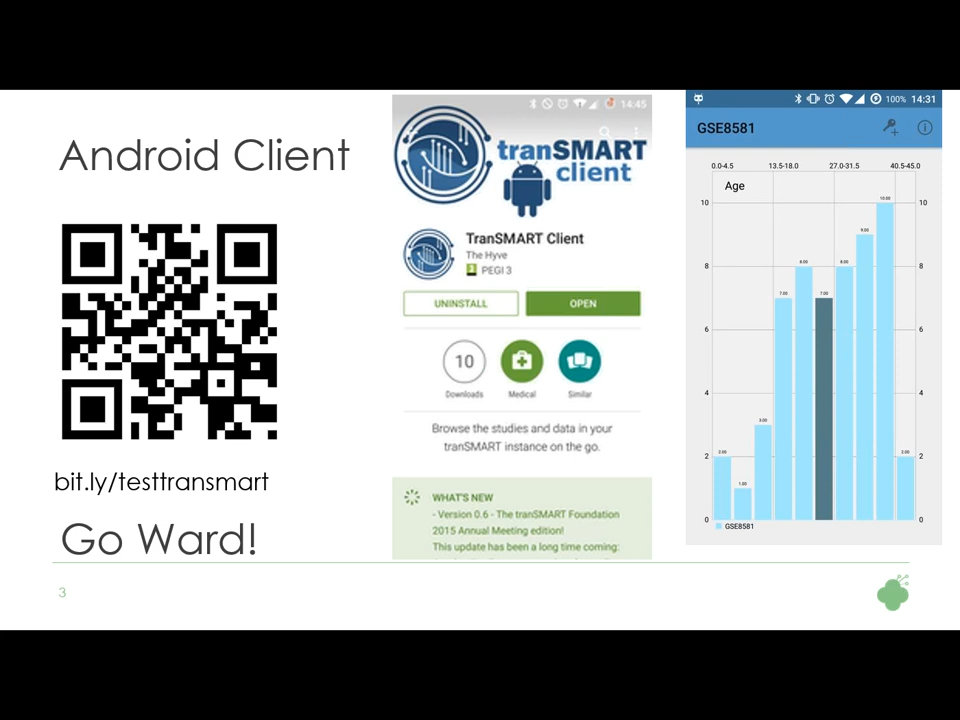 Android Client
bit.ly/testtransmart
Go Ward!
3
14:45
tranSMART
client
TranSMART Client
The Hyve
3 PEGI 3
UNINSTALL
OPEN
10
Downloads
Medical
Similar
Browse the studies and data in your
tranSMART instance on the go.
WHAT'S NEW
- Version 0.6 - The tranSMART Foundation
2015 Annual Meeting edition!
This update has been a long time coming:
100% 14:31
GSE8581
0.0-4.5 13.5-18.0 27.0-31.5 40.5-45.0
Age
10 10.00 10
9.00
8 8.00 8.00 8
7.00 7.00
6 6
4 4
3.00
2 2.00 2.00 2
1.00
0 0
GSE8581